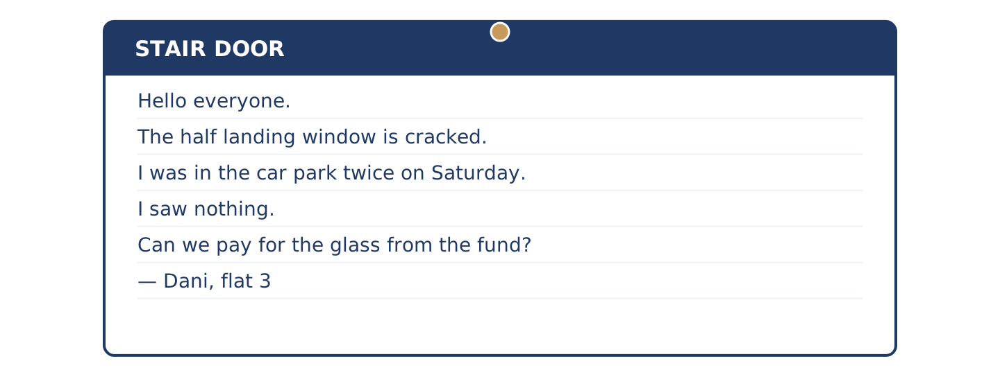 STAIR DOOR
Hello everyone.
The half landing window is cracked.
I was in the car park twice on Saturday.
I saw nothing.
Can we pay for the glass from the fund?
— Dani, flat 3